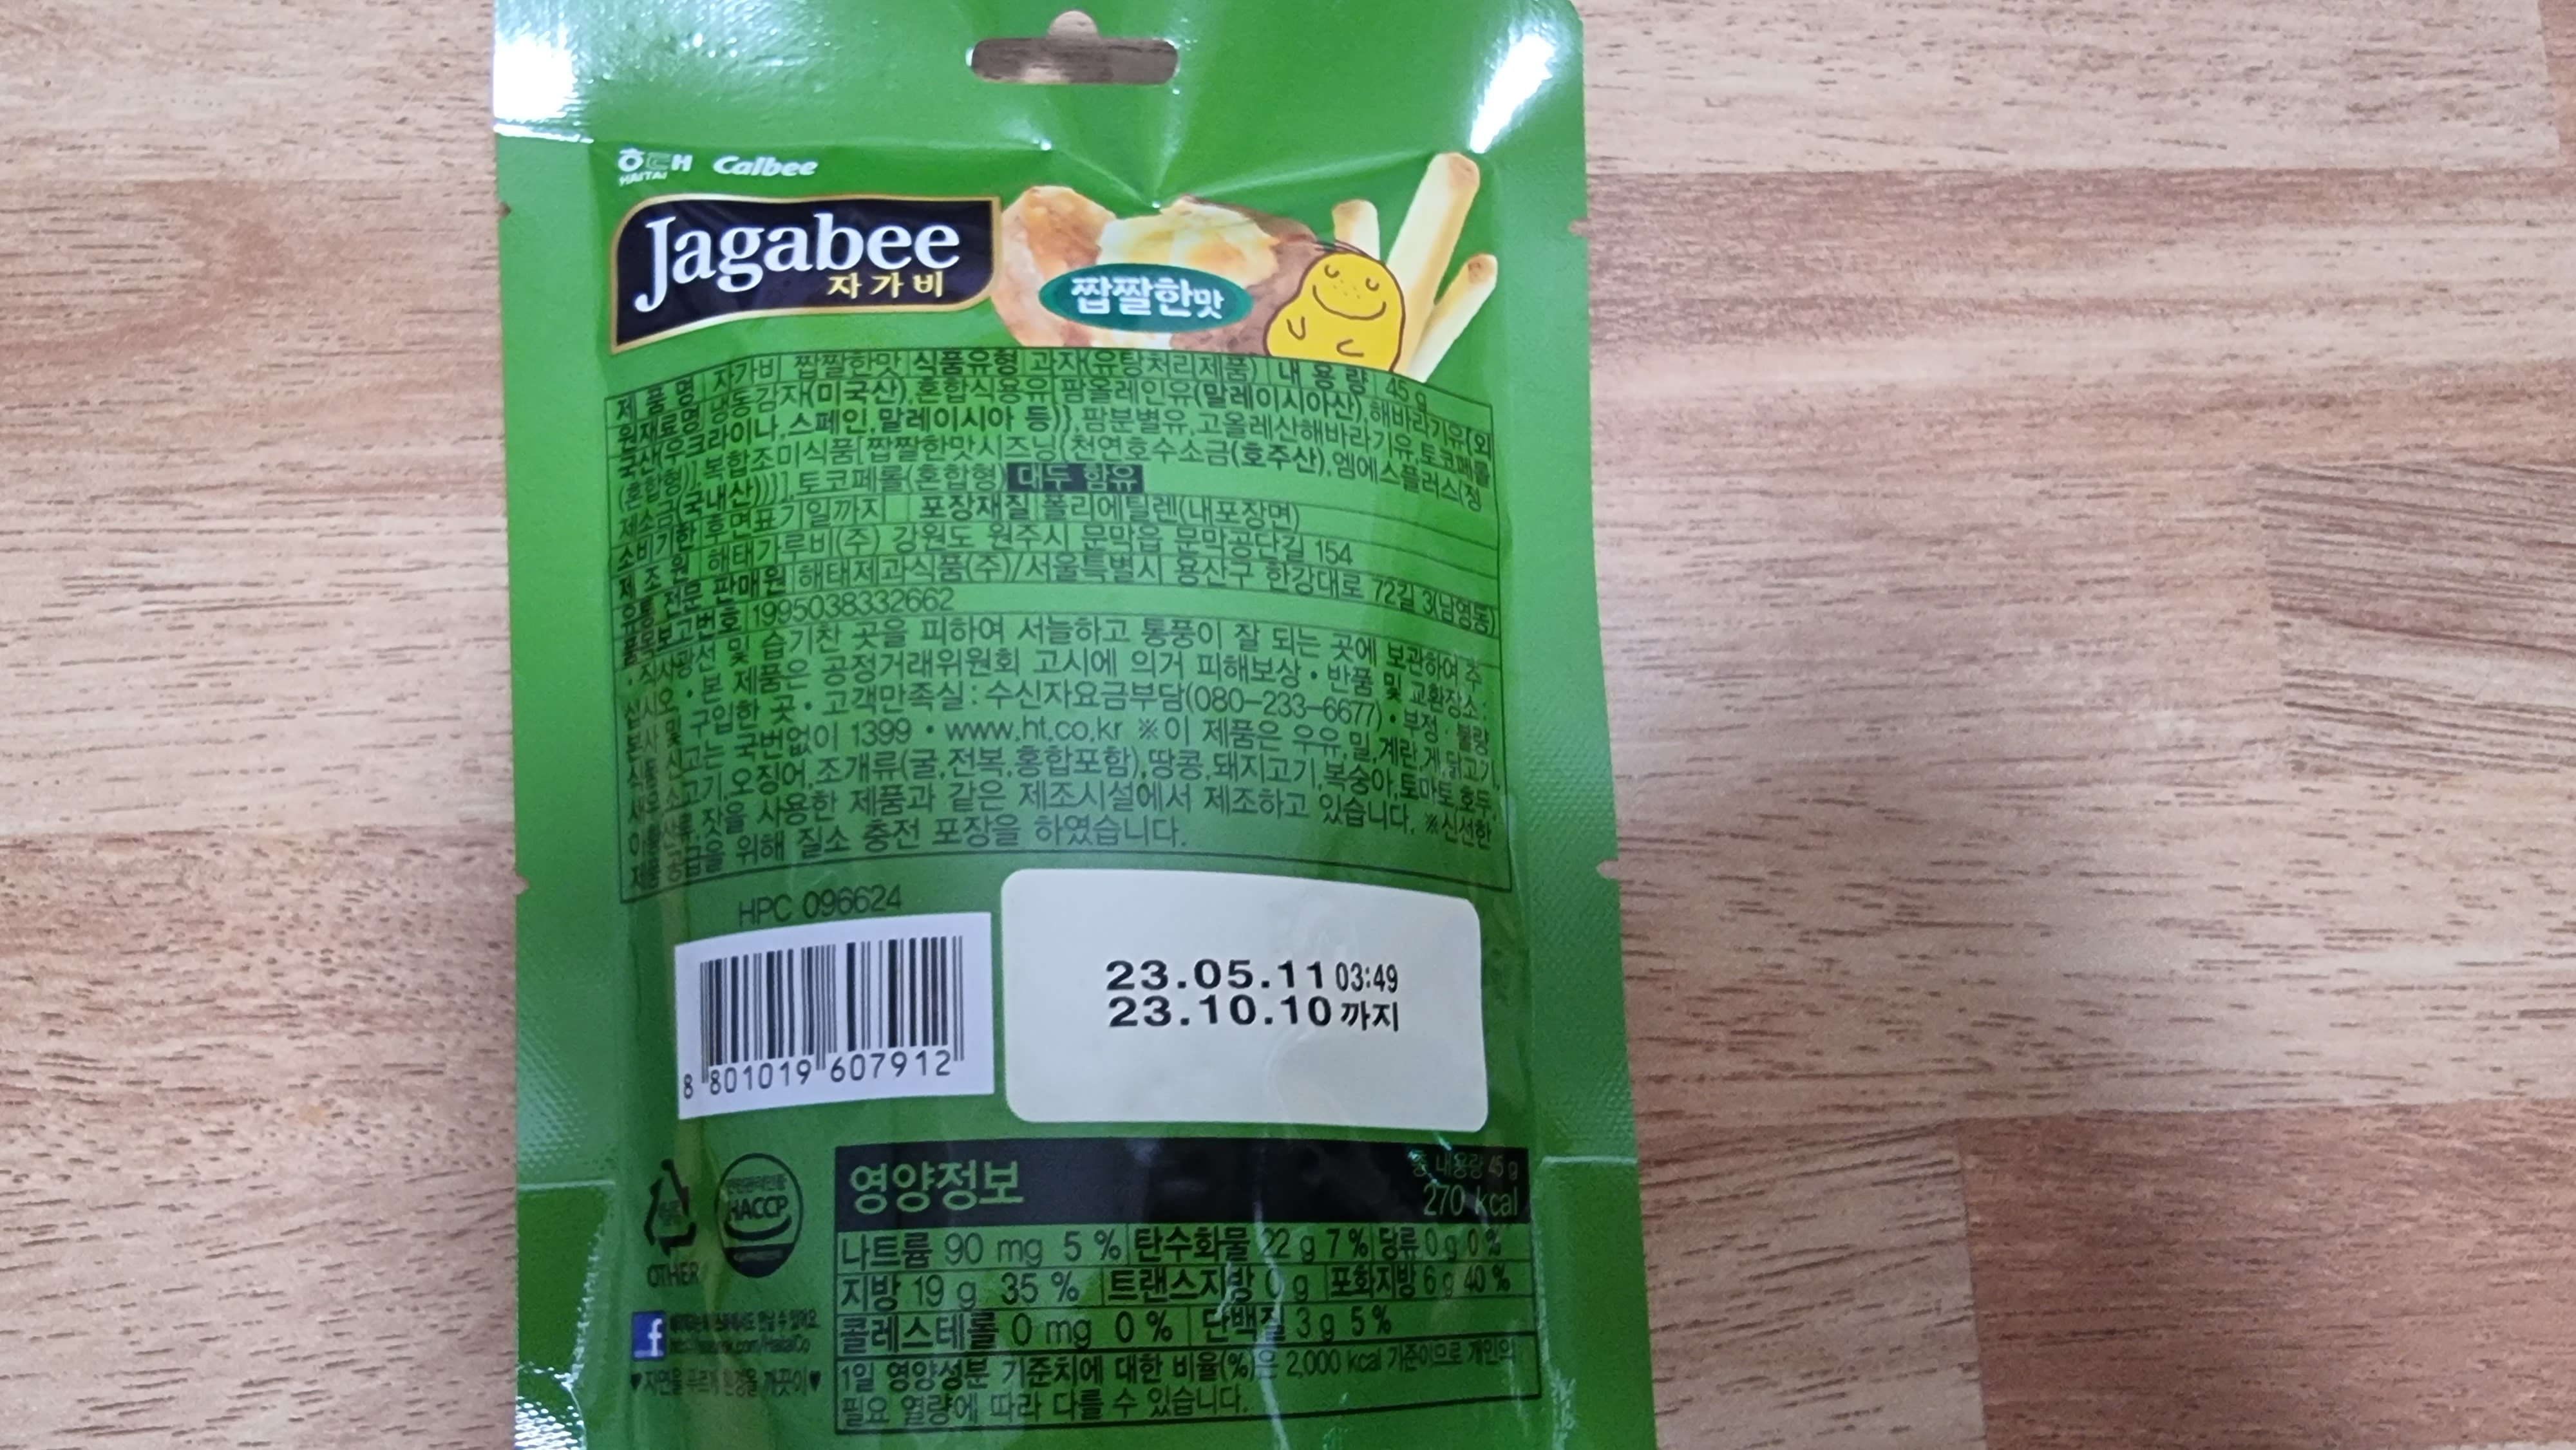 해태 HAITAI Calbee
Jagabee
자가비
짭짤한맛
제 품 명 자가비 짭짤한맛 식품유형 과자(유탕처리제품) 내 용 량 45 g
원재료명 냉동감자(미국산),혼합식용유 팜올레인유(말레이시아산),해바라기유{외
국산(우크라이나,스페인,말레이시아 등)},팜분별유,고올레산해바라기유,토코페롤
(혼합형)],복합조미식품[짭짤한맛시즈닝{천연호수소금(호주산),엠에스플러스(정
제소금(국내산)))],토코페롤(혼합형) 대두 함유
소비기한 후면표기일까지 포장재질 폴리에틸렌(내포장면)
제 조 원 해태가루비(주) 강원도 원주시 문막읍 문막공단길 154
유통 전문 판매원 해태제과식품(주)/서울특별시 용산구 한강대로 72길 3(남영동)
품목보고번호 1995038332662
· 직사광선 및 습기찬 곳을 피하여 서늘하고 통풍이 잘 되는 곳에 보관하여 주
십시오 · 본 제품은 공정거래위원회 고시에 의거 피해보상 · 반품 및 교환장소 :
본사 및 구입한 곳 · 고객만족실 : 수신자요금부담(080-233-6677) · 부정 · 불량
식품 신고는 국번없이 1399 · www.ht.co.kr ※이 제품은 우유,밀,계란,게,닭고기,
새우,소고기,오징어,조개류(굴,전복,홍합포함),땅콩,돼지고기,복숭아,토마토,호두,
아황산류,잣을 사용한 제품과 같은 제조시설에서 제조하고 있습니다. ※신선한
제품 공급을 위해 질소 충전 포장을 하였습니다.
HPC 096624
8 801019 607912
23.05.11 03:49
23.10.10 까지
HACCP
OTHER
♥자연을 푸르게 환경을 깨끗이♥
영양정보 총 내용량 45 g
270 kcal
나트륨 90 mg 5 % 탄수화물 22 g 7 % 당류 0 g 0 %
지방 19 g 35 % 트랜스지방 0 g 포화지방 6 g 40 %
콜레스테롤 0 mg 0 % 단백질 3 g 5 %
1일 영양성분 기준치에 대한 비율(%)은 2,000 kcal 기준이므로 개인의
필요 열량에 따라 다를 수 있습니다.